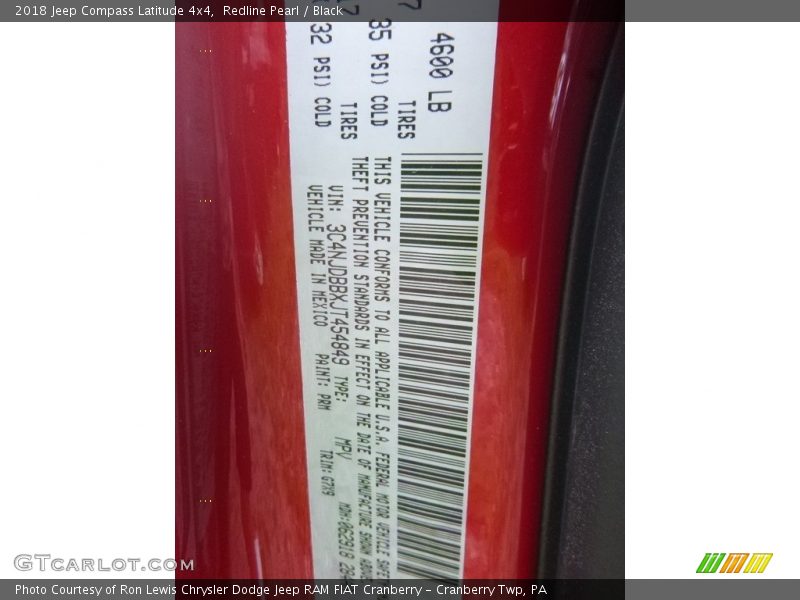 2018 Jeep Compass Latitude 4x4, Redline Pearl / Black
4600 LB
TIRES
35 PSI) COLD
TIRES
32 PSI) COLD
THIS VEHICLE CONFORMS TO ALL APPLICABLE U.S.A. FEDERAL MOTOR VEHICLE
THEFT PREVENTION STANDARDS IN EFFECT ON THE DATE OF MANUFACTURE SHOWN
VIN: 3C4NJDBBXJT454849 TYPE: MPV
VEHICLE MADE IN MEXICO PAINT: PRM TRIM: G7X9
GTCarLot.com
Photo Courtesy of Ron Lewis Chrysler Dodge Jeep RAM FIAT Cranberry – Cranberry Twp, PA